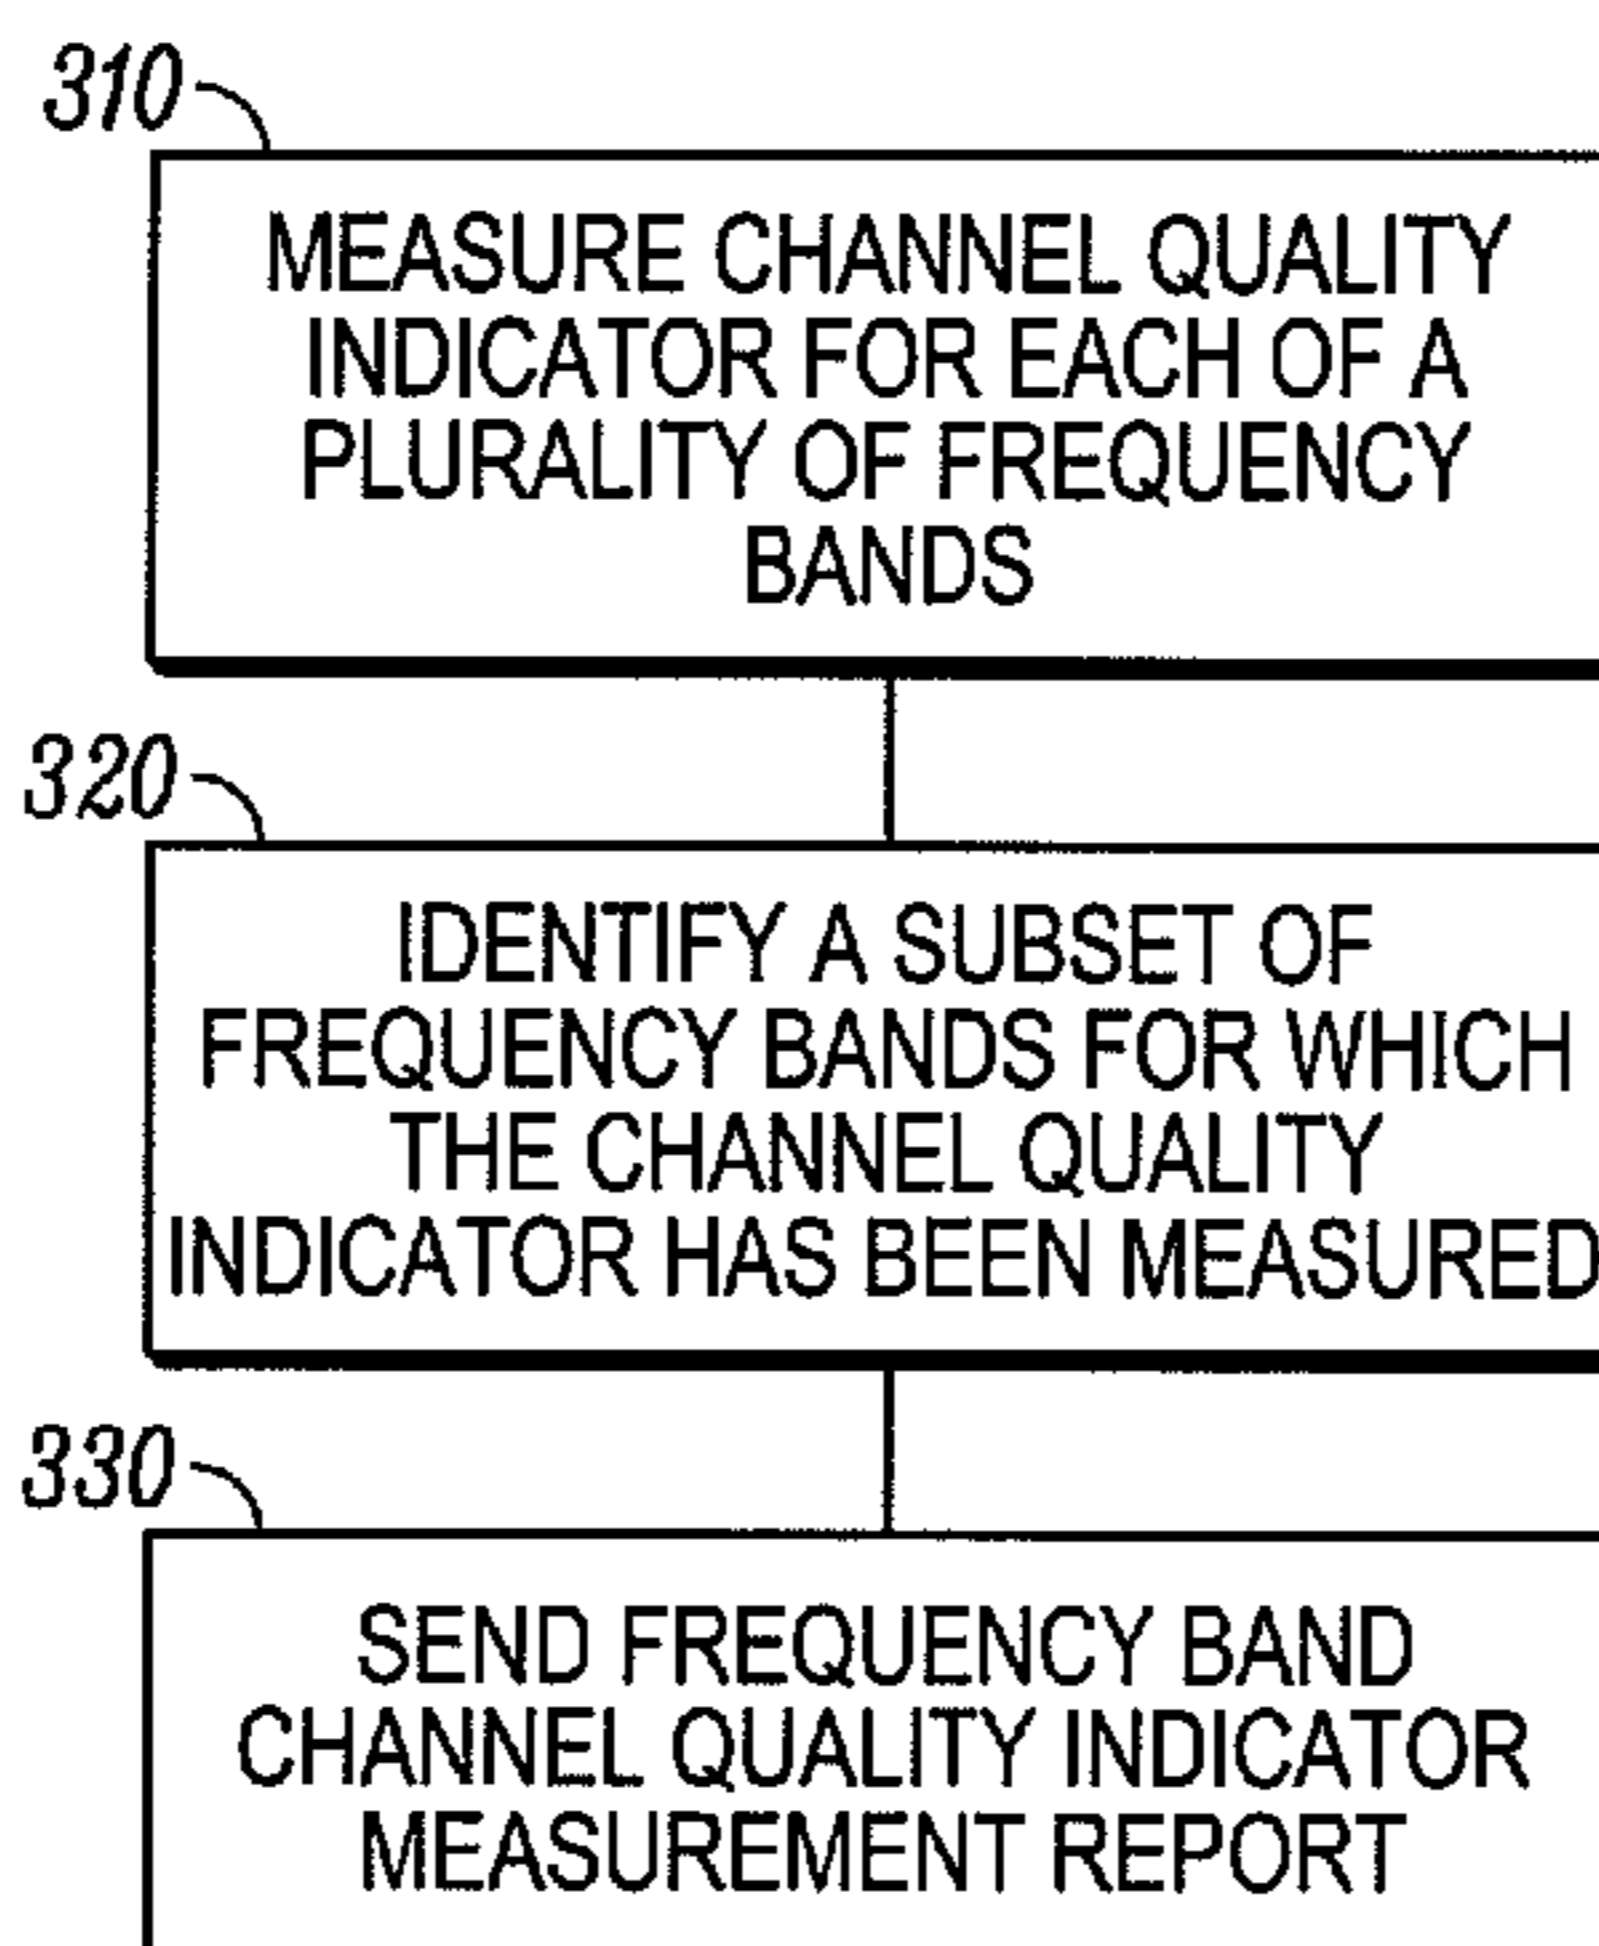 310
MEASURE CHANNEL QUALITY
INDICATOR FOR EACH OF A
PLURALITY OF FREQUENCY
BANDS
320
IDENTIFY A SUBSET OF
FREQUENCY BANDS FOR WHICH
THE CHANNEL QUALITY
INDICATOR HAS BEEN MEASURED
330
SEND FREQUENCY BAND
CHANNEL QUALITY INDICATOR
MEASUREMENT REPORT